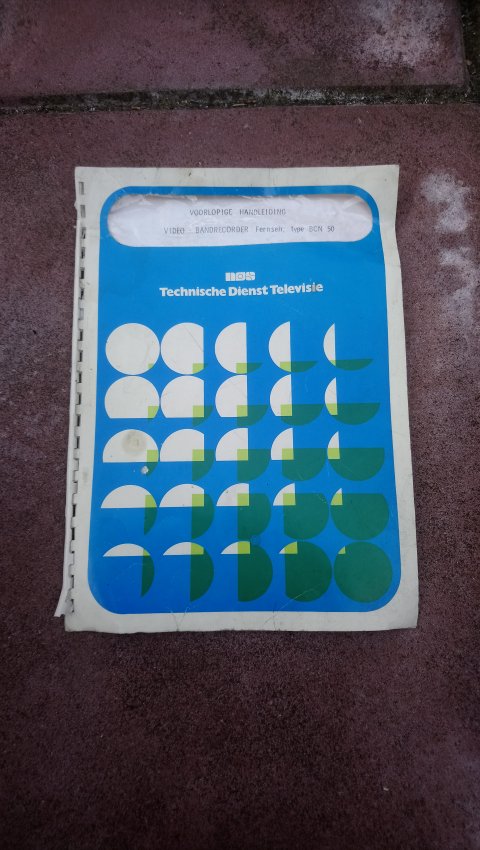 VOORLOPIGE HANDLEIDING
VIDEO - BANDRECORDER Fernseh, type BCN 50
nos
Technische Dienst Televisie